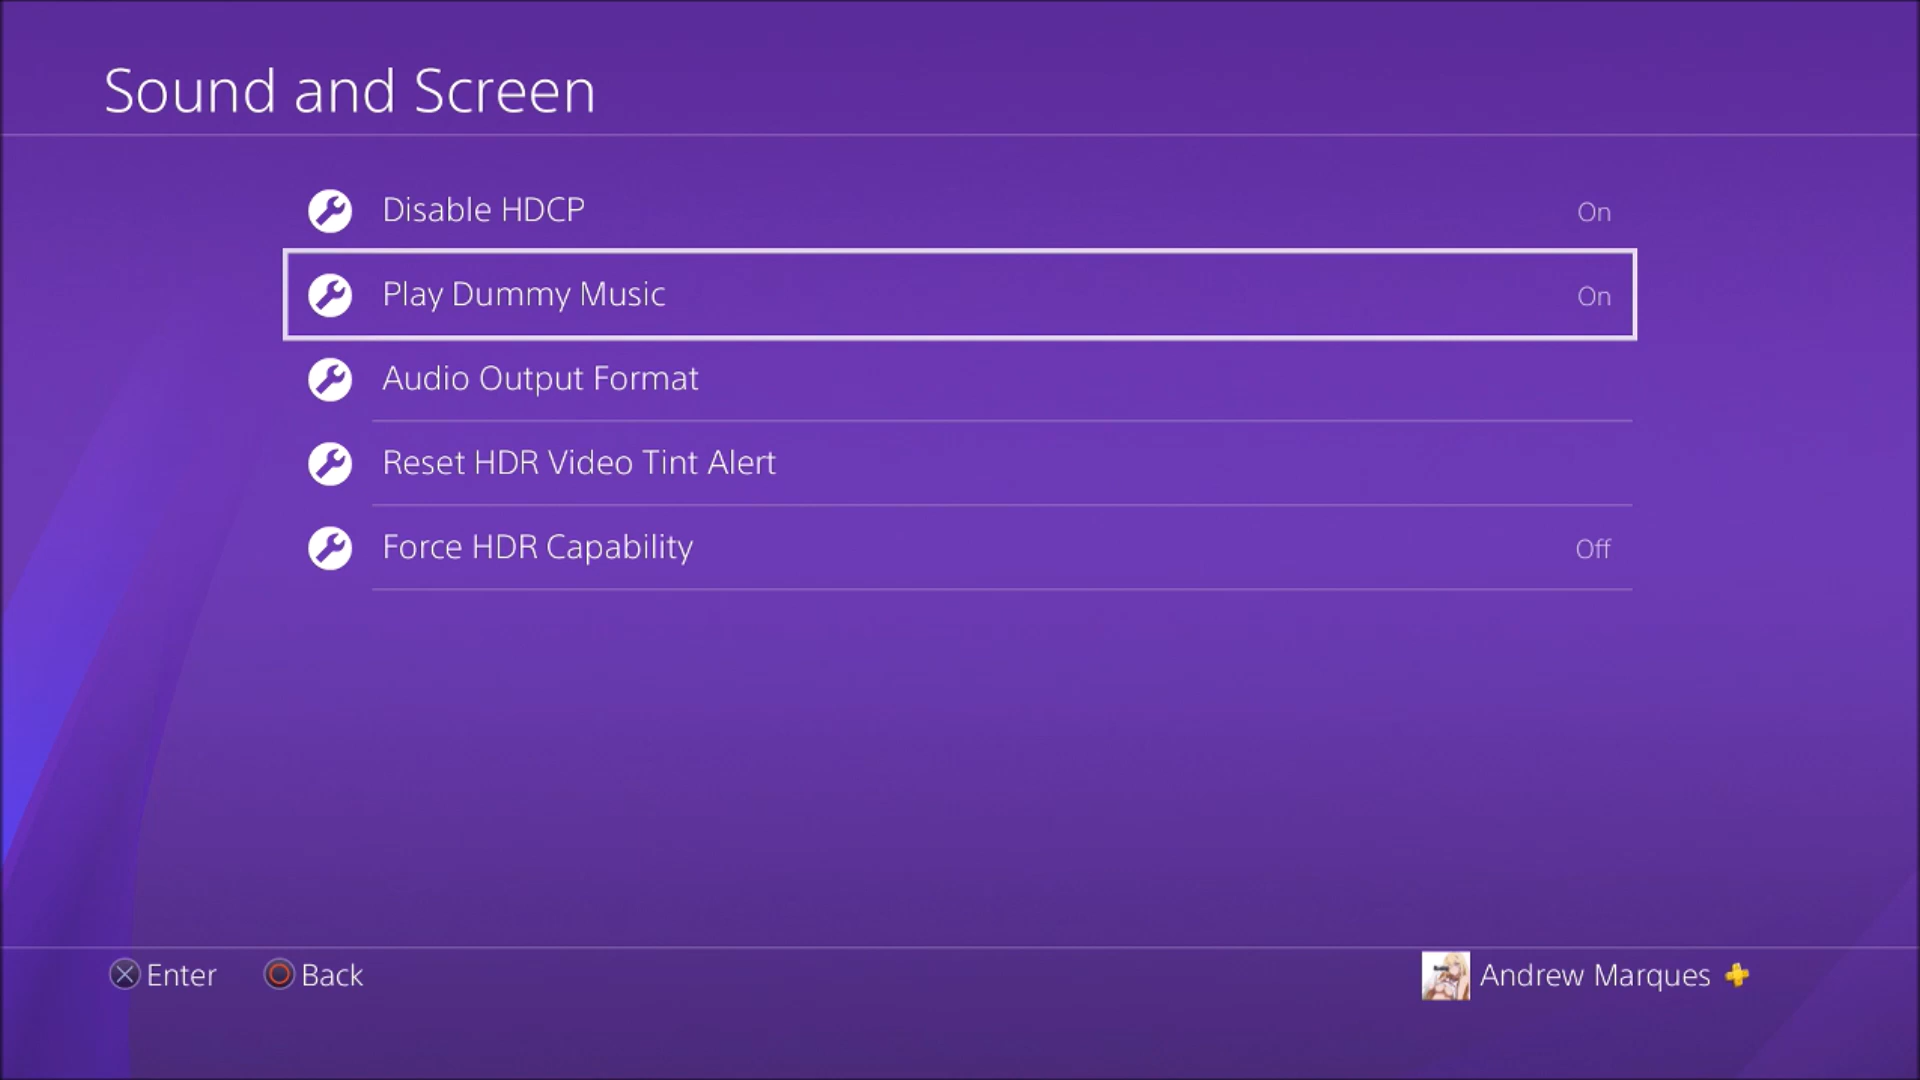 Sound and Screen
Disable HDCP On
Play Dummy Music On
Audio Output Format
Reset HDR Video Tint Alert
Force HDR Capability Off
Enter Back Andrew Marques